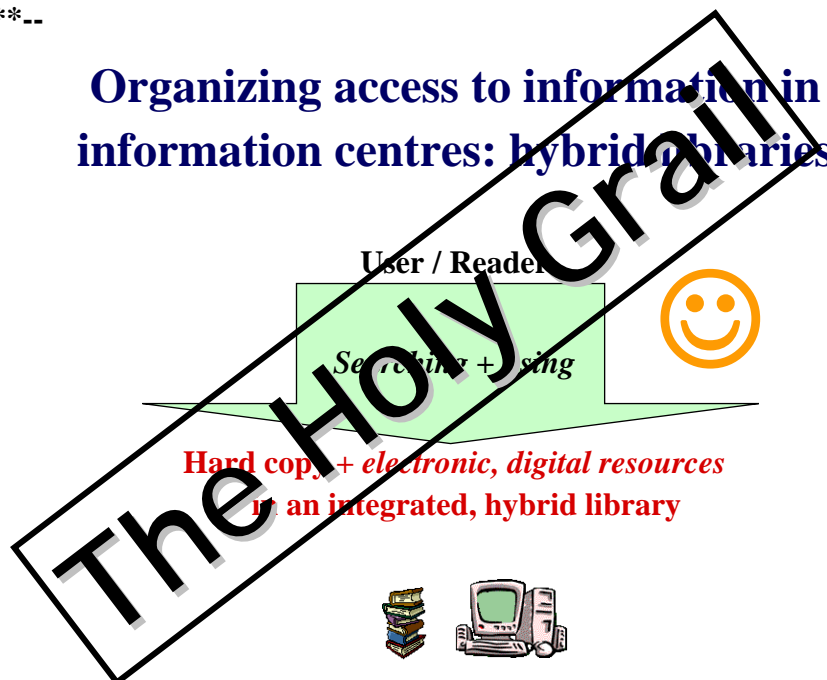 **--
Organizing access to information in
information centres: hybrid libraries
User / Reader
Searching + using
Hard copy + electronic, digital resources
in an integrated, hybrid library
The Holy Grail